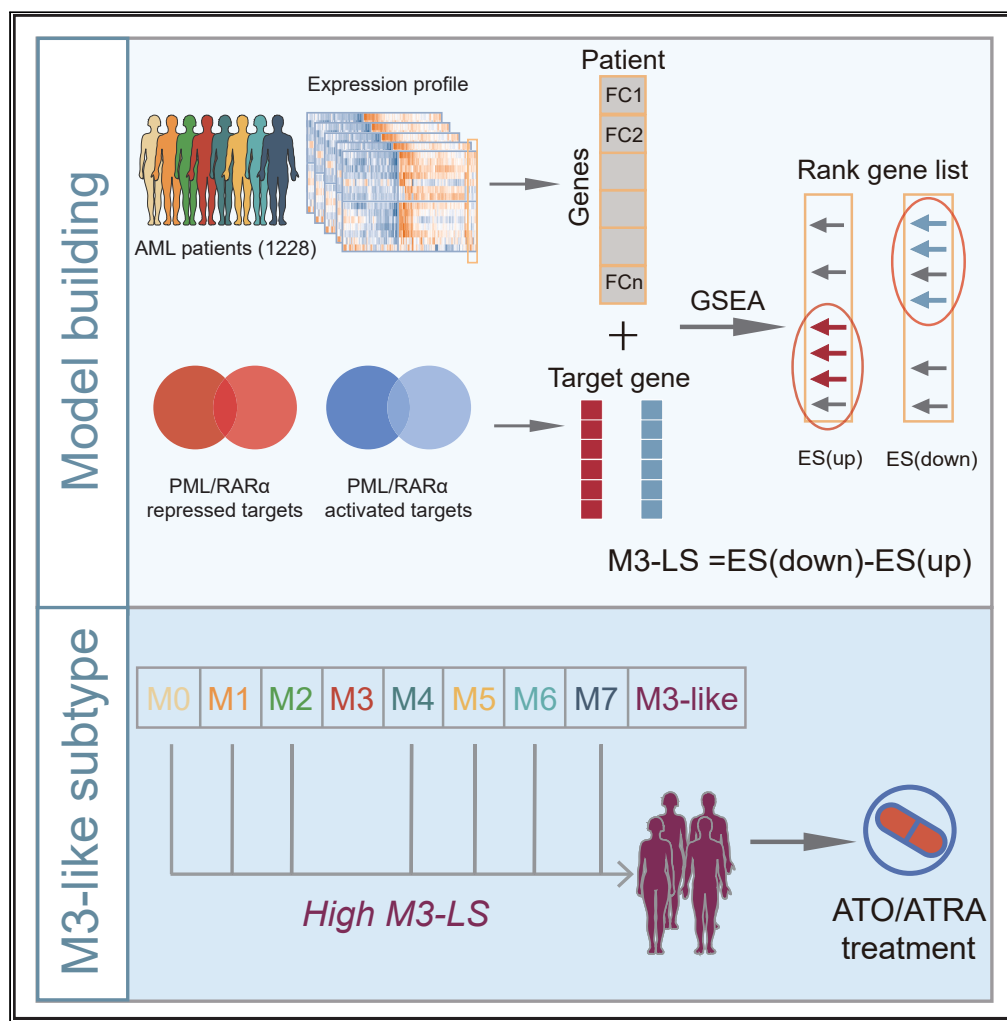 Model building
Expression profile
AML patients (1228)
Patient
Genes
FC1
FC2
FCn
+
Target gene
PML/RARα
repressed targets
PML/RARα
activated targets
GSEA
Rank gene list
ES(up)
ES(down)
M3-LS =ES(down)-ES(up)
M3-like subtype
M0 M1 M2 M3 M4 M5 M6 M7 M3-like
High M3-LS
ATO/ATRA
treatment